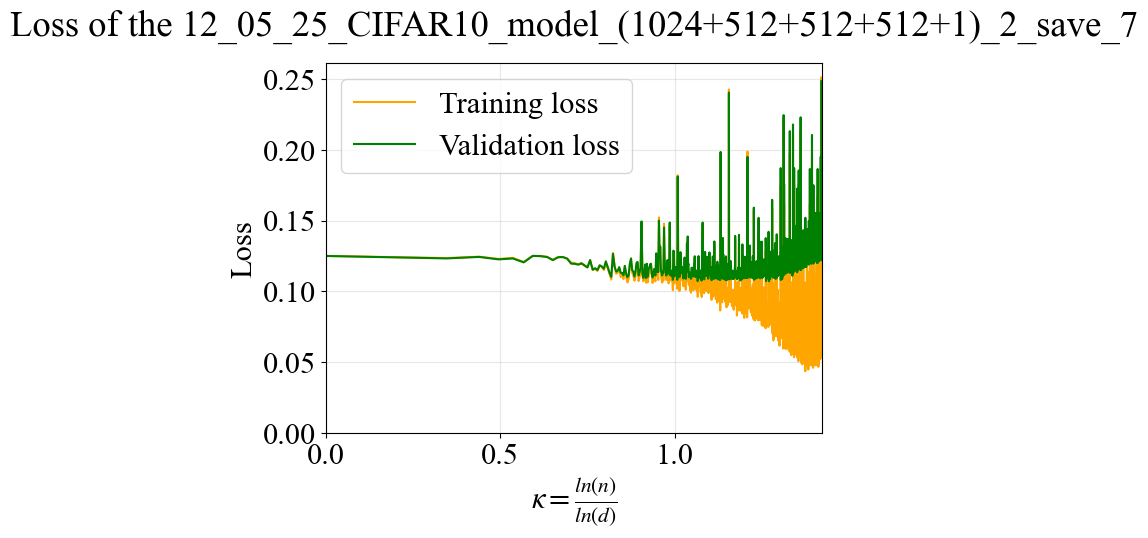 Loss of the 12_05_25_CIFAR10_model_(1024+512+512+512+1)_2_save_7
0.25
0.20
0.15
0.10
0.05
0.00
Loss
Training loss
Validation loss
0.0 0.5 1.0
κ = ln(n)/ln(d)